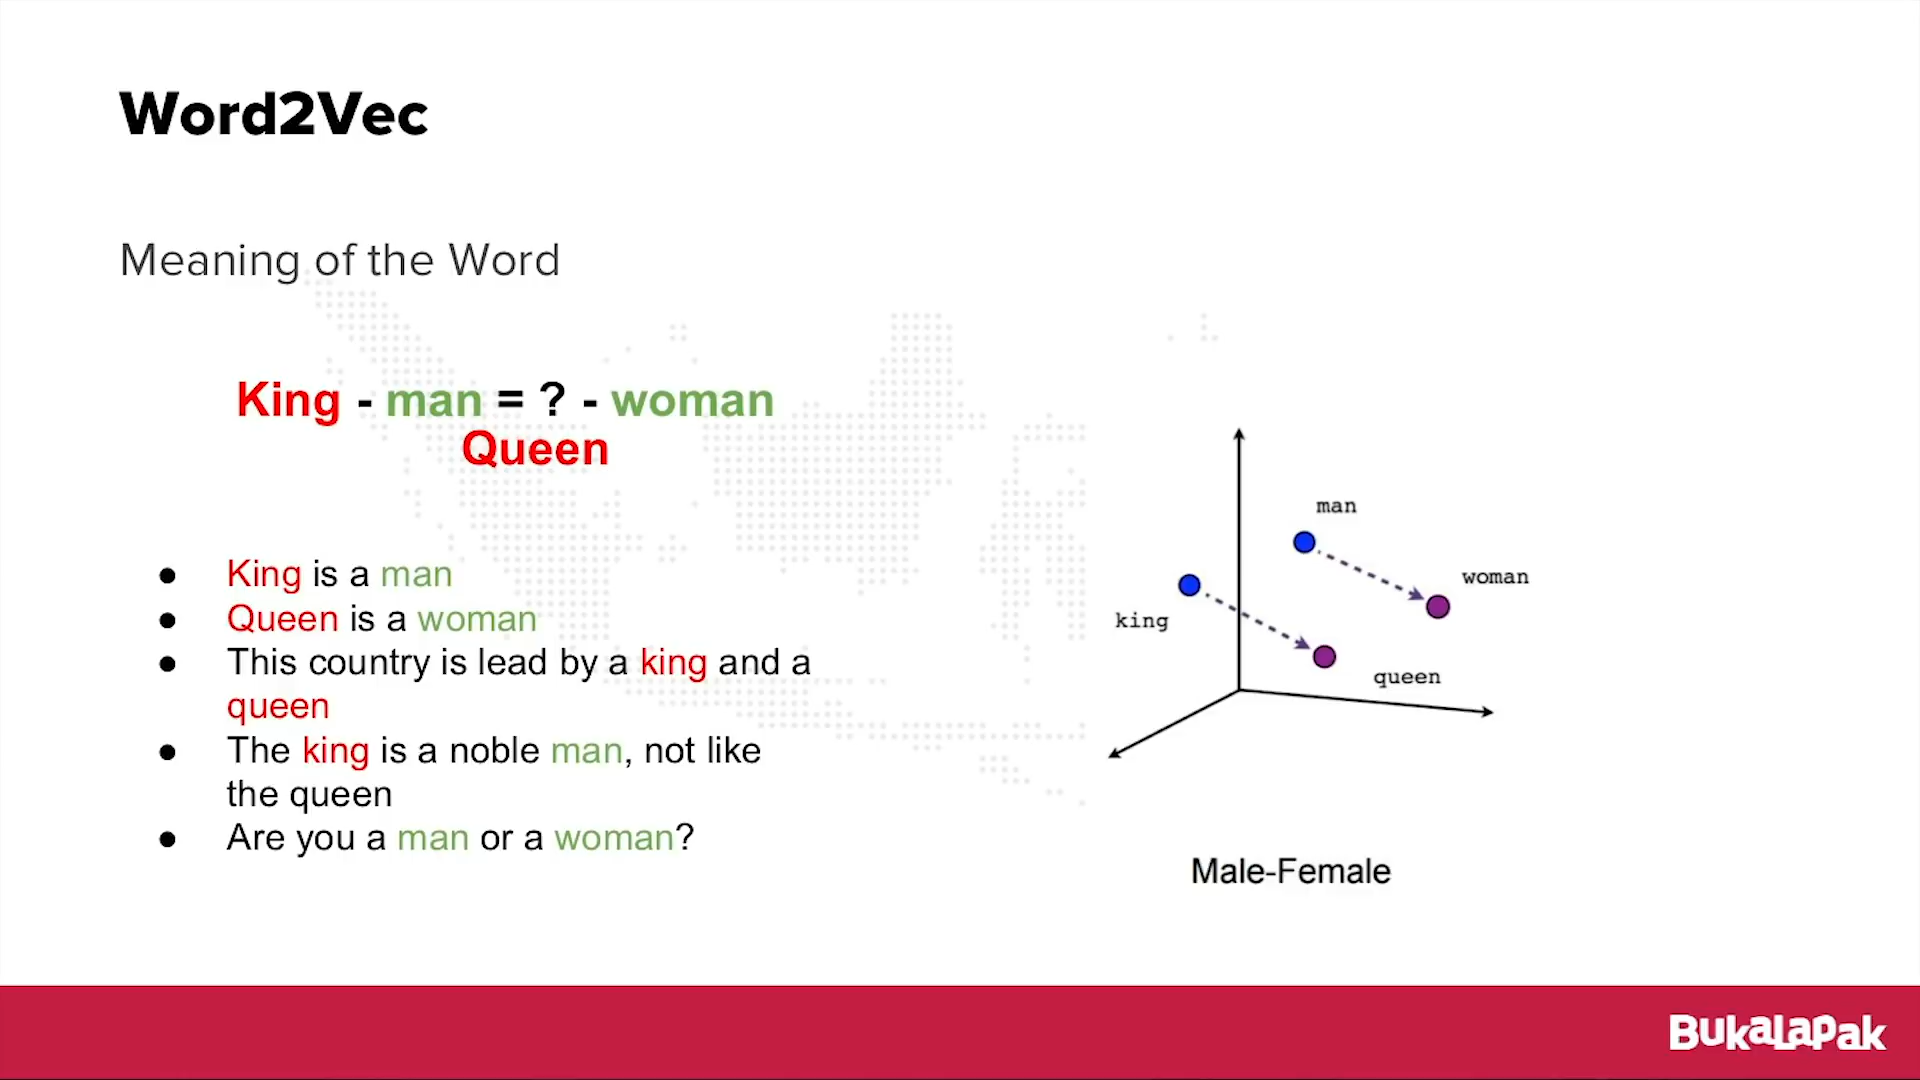 Word2Vec
Meaning of the Word
King - man = ? - woman
Queen
● King is a man
● Queen is a woman
● This country is lead by a king and a
queen
● The king is a noble man, not like
the queen
● Are you a man or a woman?
man
woman
king
queen
Male-Female
BukaLapak